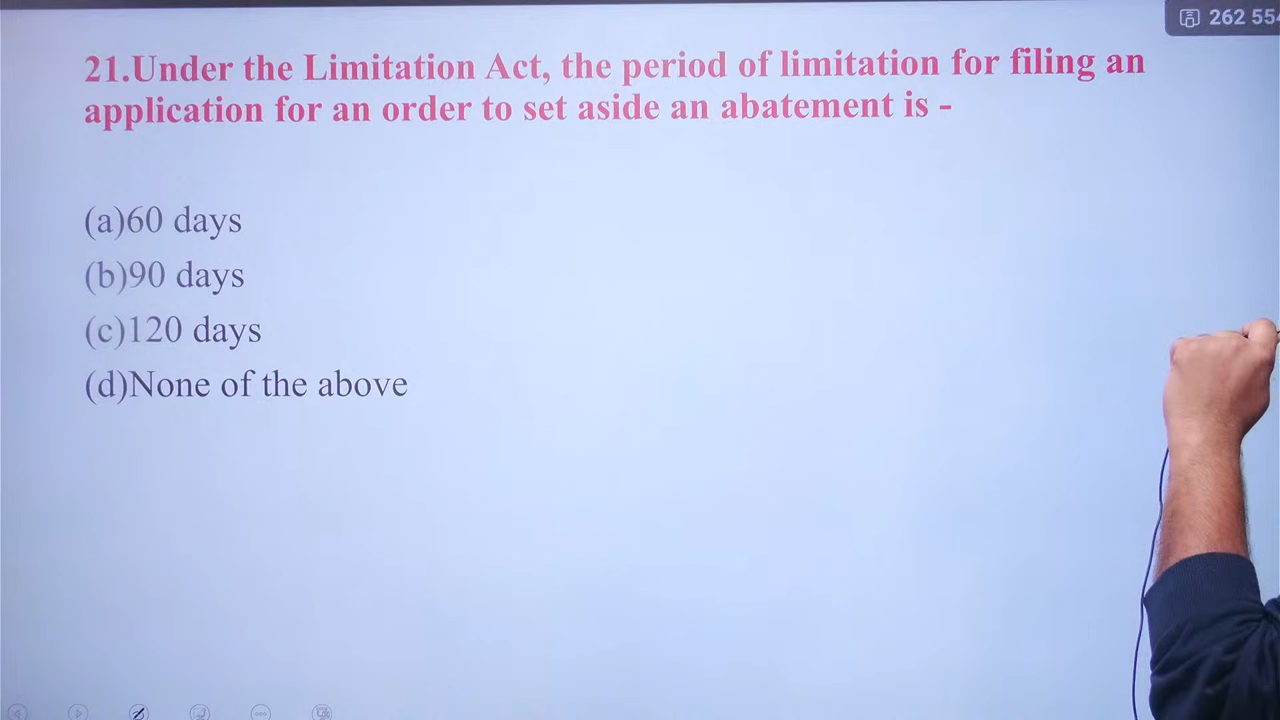 262 554
21.Under the Limitation Act, the period of limitation for filing an
application for an order to set aside an abatement is -
(a)60 days
(b)90 days
(c)120 days
(d)None of the above